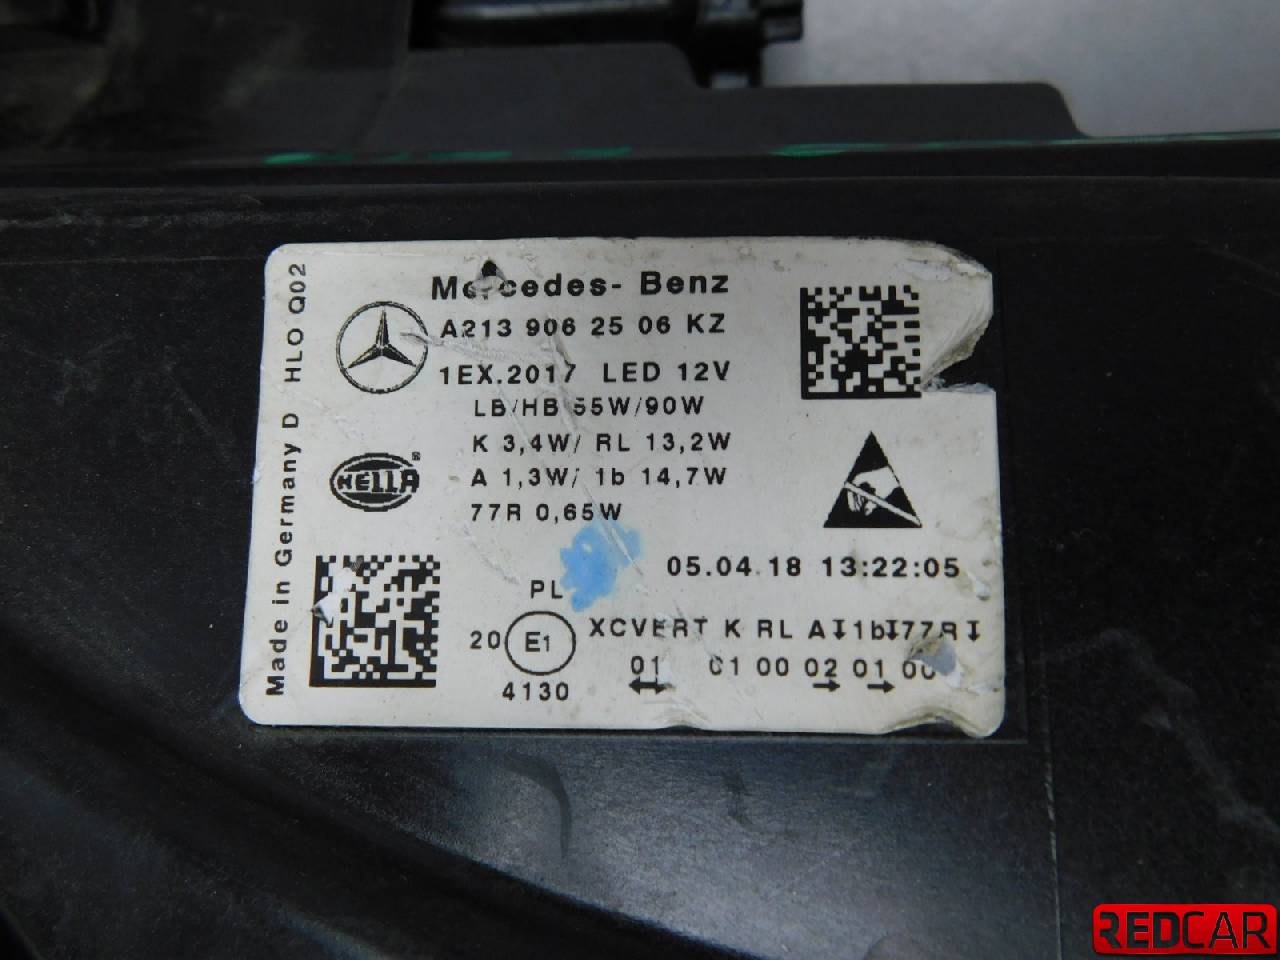 Mercedes- Benz
A213 906 25 06 KZ
1EX.2017 LED 12V
LB/HB 55W/90W
K 3,4W/ RL 13,2W
A 1,3W/ 1b 14,7W
77R 0,65W
HELLA®
Made in Germany D HLO Q02
05.04.18 13:22:05
PL
20 E1
4130
XCVERT K RL A 1b 77R
01 01 00 02 01 00
REDCAR